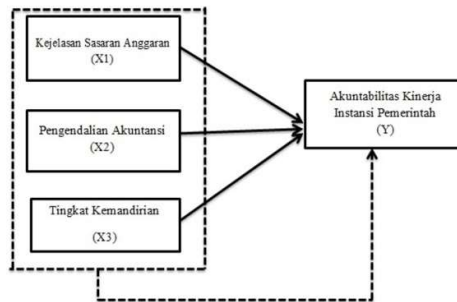 Kejelasan Sasaran Anggaran
(X1)
Pengendalian Akuntansi
(X2)
Tingkat Kemandirian
(X3)
Akuntabilitas Kinerja
Instansi Pemerintah
(Y)